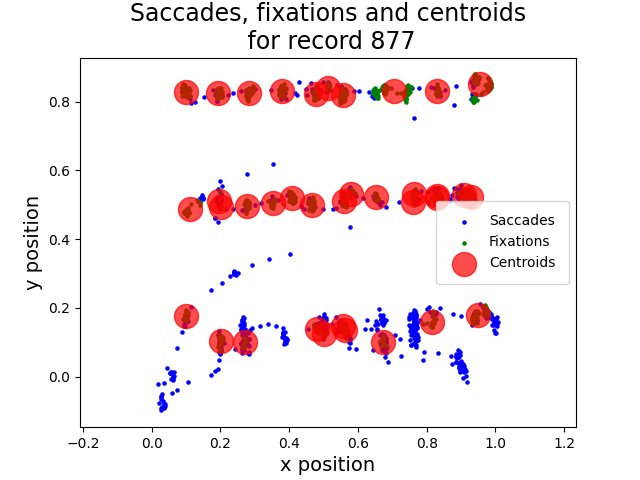 Saccades, fixations and centroids
for record 877
y position
0.8
0.6
0.4
0.2
0.0
Saccades
Fixations
Centroids
−0.2 0.0 0.2 0.4 0.6 0.8 1.0 1.2
x position